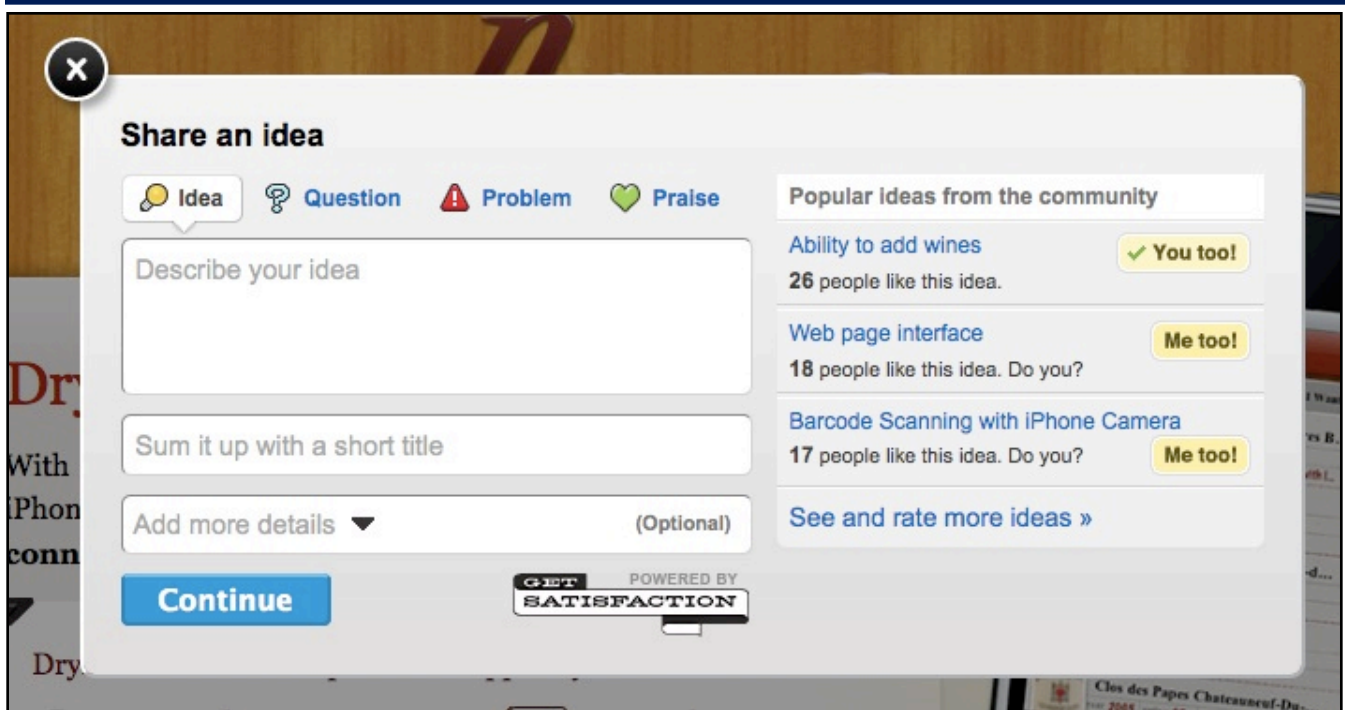 Share an idea
Idea Question Problem Praise
Describe your idea
Sum it up with a short title
Add more details (Optional)
Continue
POWERED BY
GET
SATISFACTION
Popular ideas from the community
Ability to add wines
You too!
26 people like this idea.
Web page interface
Me too!
18 people like this idea. Do you?
Barcode Scanning with iPhone Camera
17 people like this idea. Do you?
Me too!
See and rate more ideas »
With
conn
Clos des Papes Chateauneuf-Du-
2005